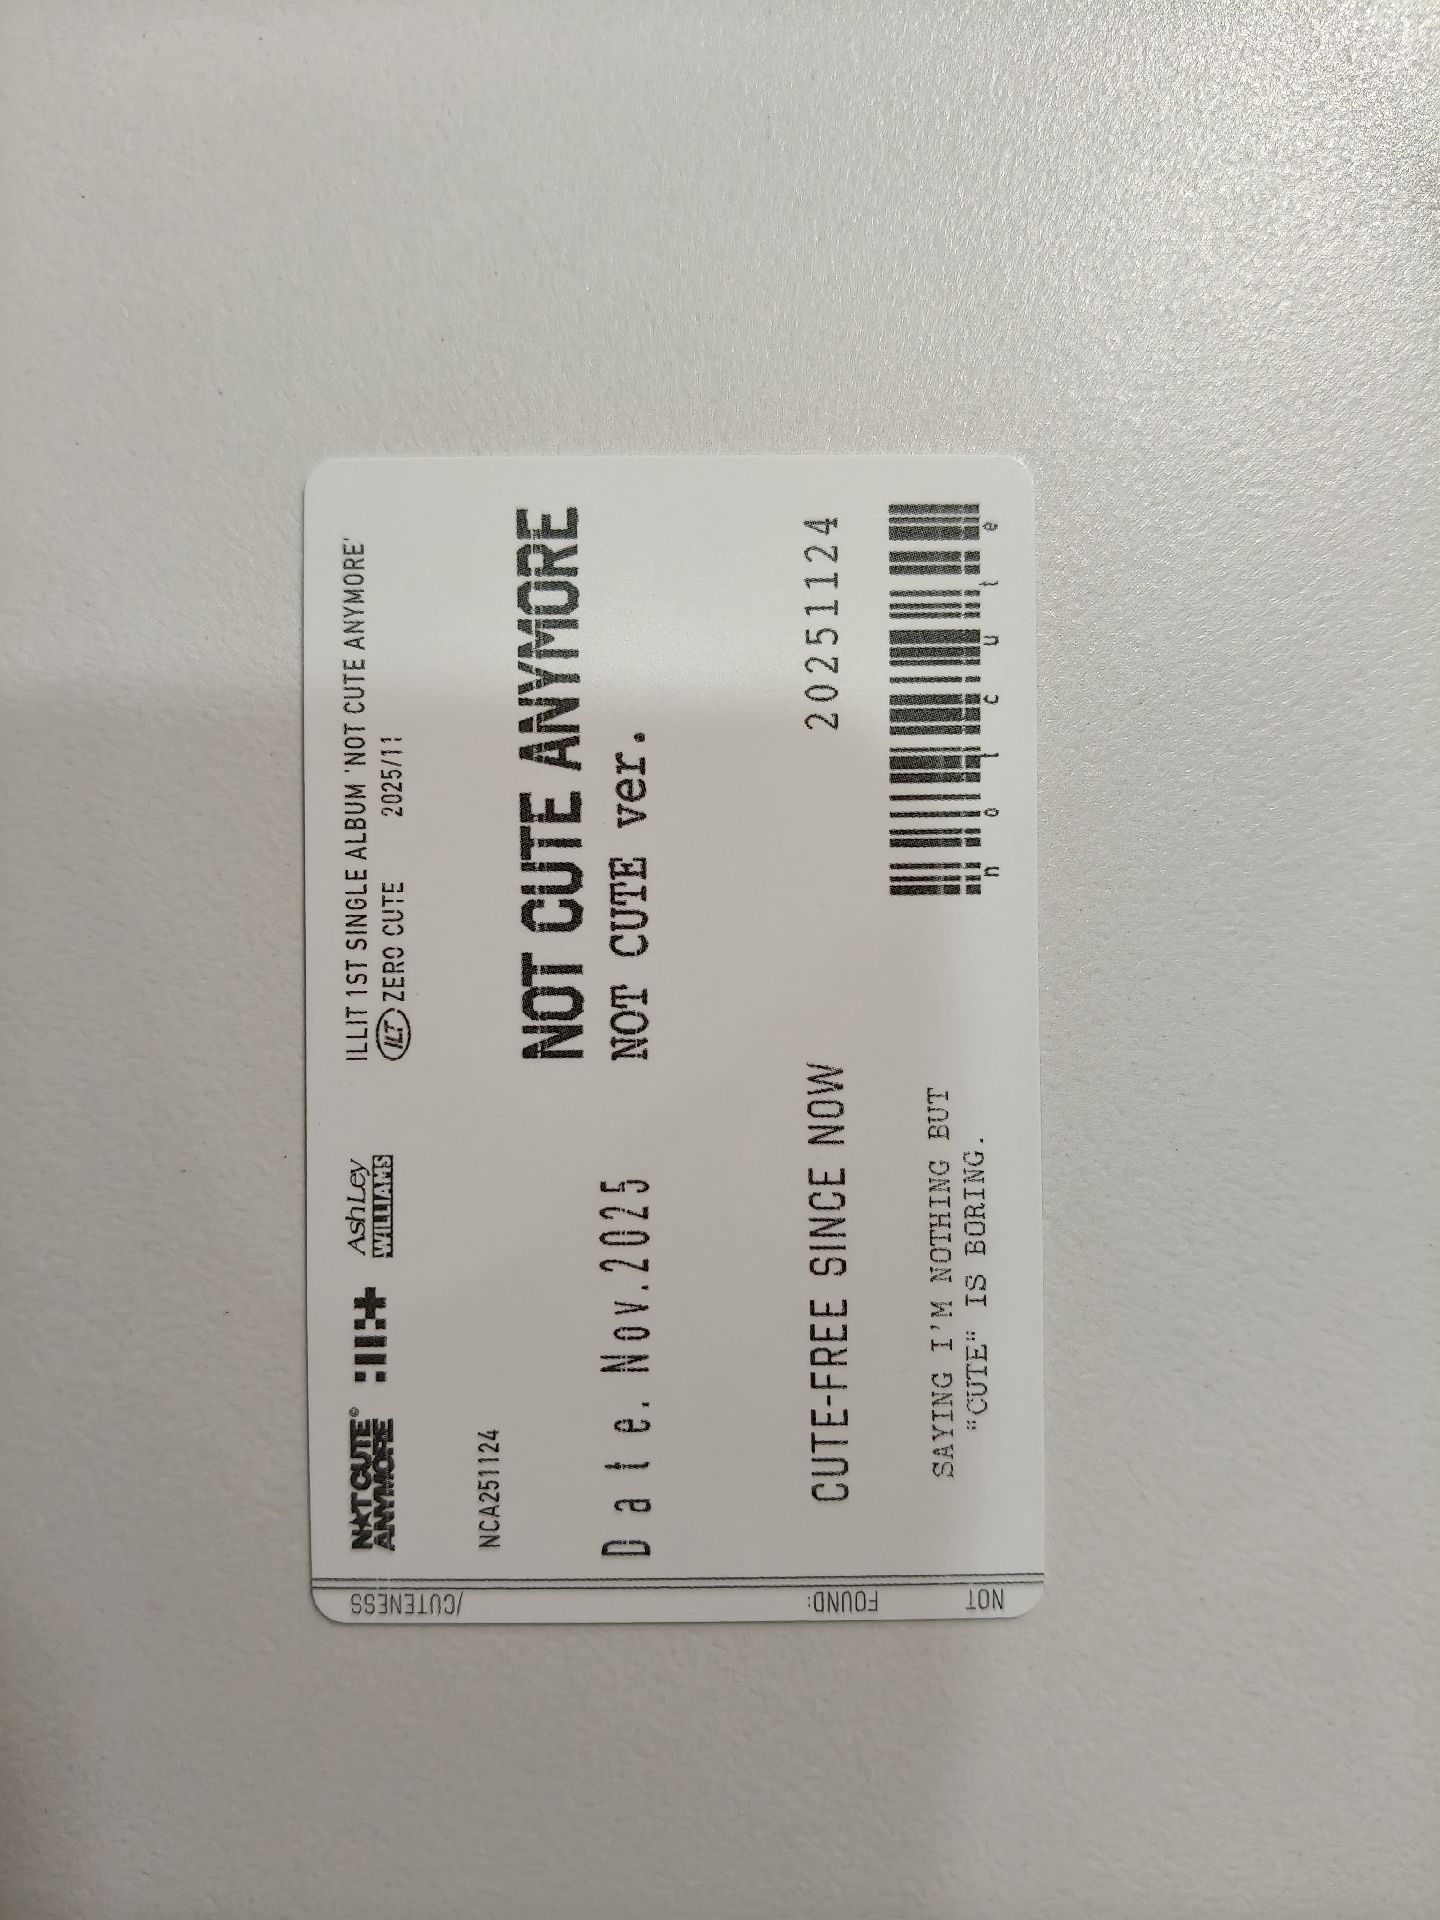 NOT CUTE©
ANYMORE
AshLey
WILLIAMS
ILLIT 1ST SINGLE ALBUM 'NOT CUTE ANYMORE'
ILT ZERO CUTE 2025/11
NCA251124
NOT CUTE ANYMORE
Date. Nov.2025 NOT CUTE ver.
CUTE-FREE SINCE NOW 20251124
SAYING I'M NOTHING BUT
"CUTE" IS BORING.
not cute
NOT FOUND: /CUTENESS